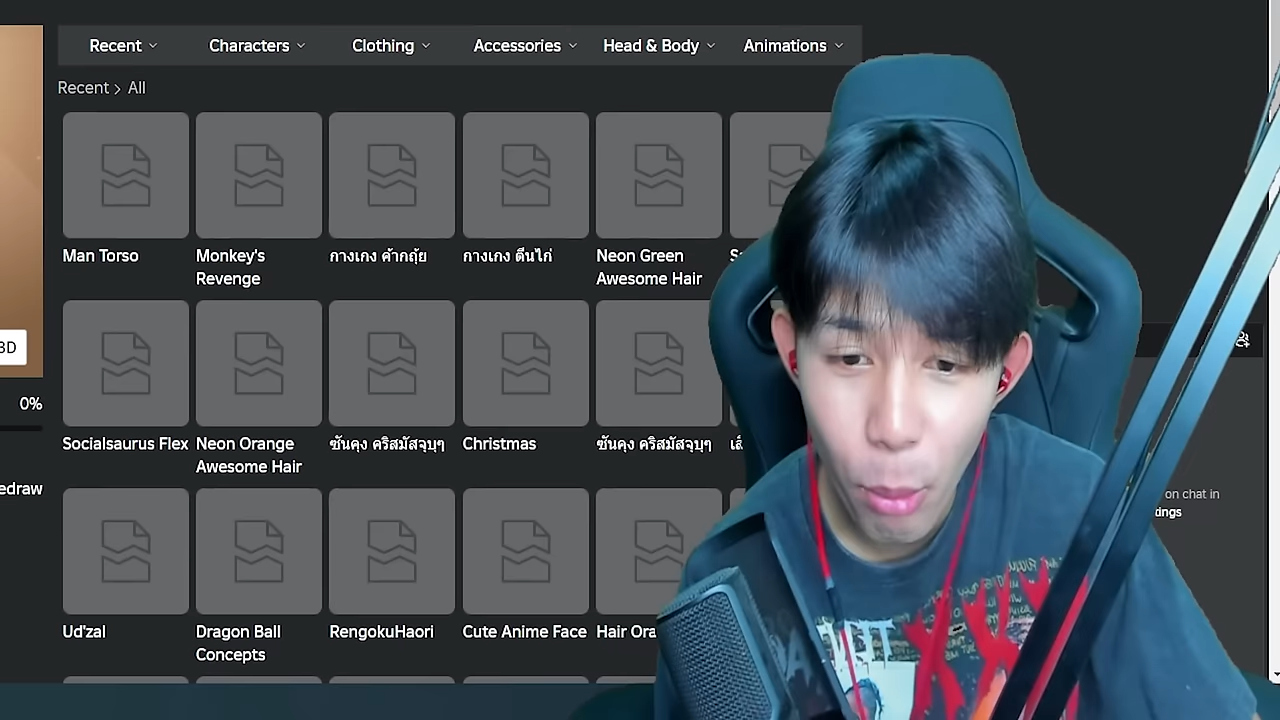 Recent
Characters
Clothing
Accessories
Head & Body
Animations
Recent > All
Man Torso
Monkey's
Revenge
กางเกง ค้ากถุ้ย
กางเกง ตีนไก่
Neon Green
Awesome Hair
3D
0%
Socialsaurus Flex
Neon Orange
Awesome Hair
ซันคุง คริสมัสจุบุๆ
Christmas
ซันคุง คริสมัสจุบุๆ
edraw
on chat in
dings
Ud'zal
Dragon Ball
Concepts
RengokuHaori
Cute Anime Face
Hair Ora